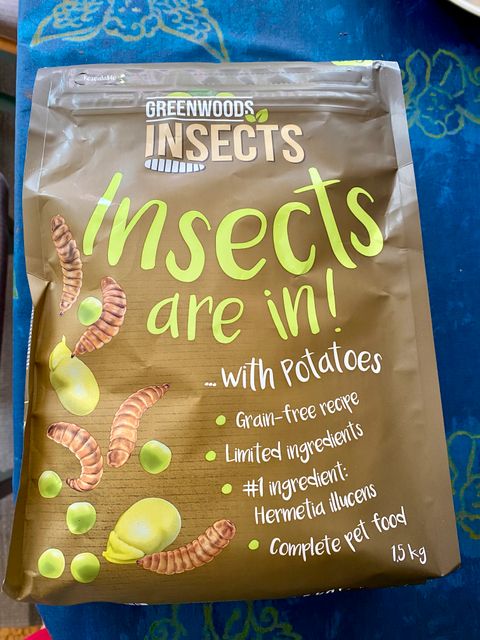 Resealable
GREENWOODS
INSECTS
Insects
are in!
... with Potatoes
Grain-free recipe
Limited ingredients
#1 ingredient:
Hermetia illucens
Complete pet food
1,5 kg